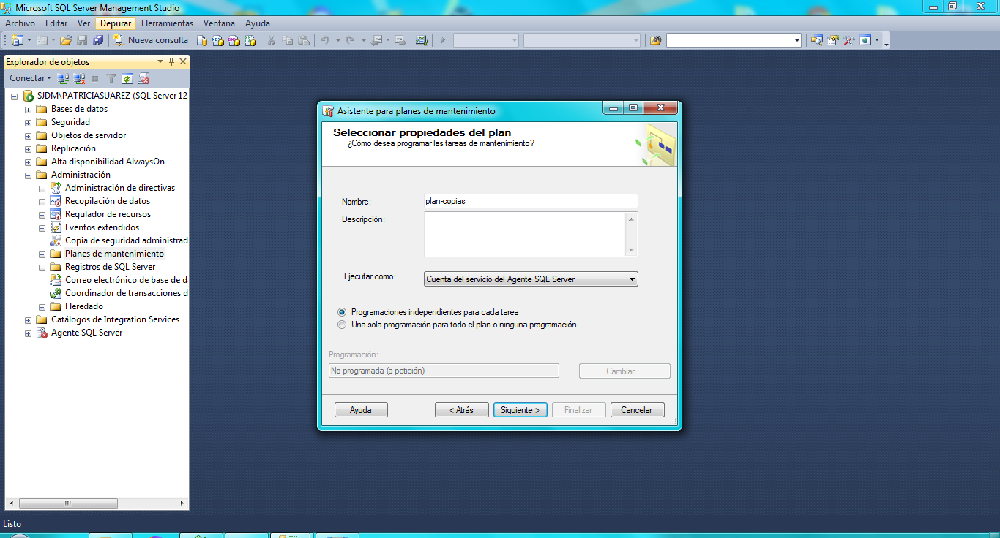 Microsoft SQL Server Management Studio
Archivo Editar Ver Depurar Herramientas Ventana Ayuda
Nueva consulta
Explorador de objetos
Conectar
SJDM\PATRICIASUAREZ (SQL Server 12
Bases de datos
Seguridad
Objetos de servidor
Replicación
Alta disponibilidad AlwaysOn
Administración
Administración de directivas
Recopilación de datos
Regulador de recursos
Eventos extendidos
Copia de seguridad administrad
Planes de mantenimiento
Registros de SQL Server
Correo electrónico de base de d
Coordinador de transacciones d
Heredado
Catálogos de Integration Services
Agente SQL Server
Asistente para planes de mantenimiento
Seleccionar propiedades del plan
¿Cómo desea programar las tareas de mantenimiento?
Nombre: plan-copias
Descripción:
Ejecutar como: Cuenta del servicio del Agente SQL Server
Programaciones independientes para cada tarea
Una sola programación para todo el plan o ninguna programación
Programación:
No programada (a petición) Cambiar...
Ayuda < Atrás Siguiente > Finalizar Cancelar
Listo